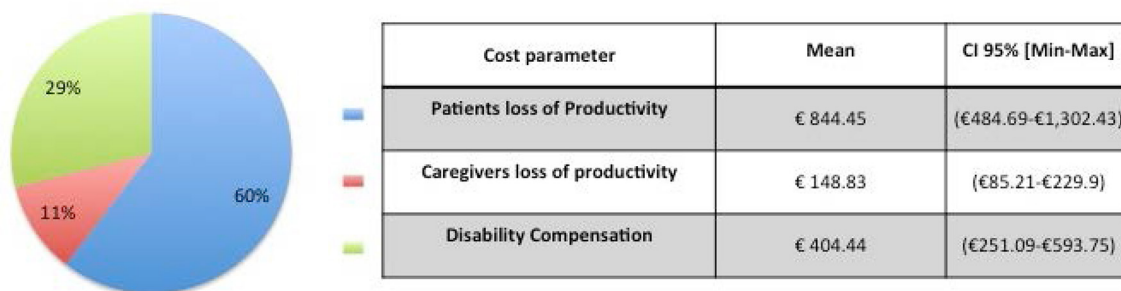 29%
11%
60%
Cost parameter Mean CI 95% [Min-Max]
Patients loss of Productivity € 844.45 (€484.69-€1,302.43)
Caregivers loss of productivity € 148.83 (€85.21-€229.9)
Disability Compensation € 404.44 (€251.09-€593.75)